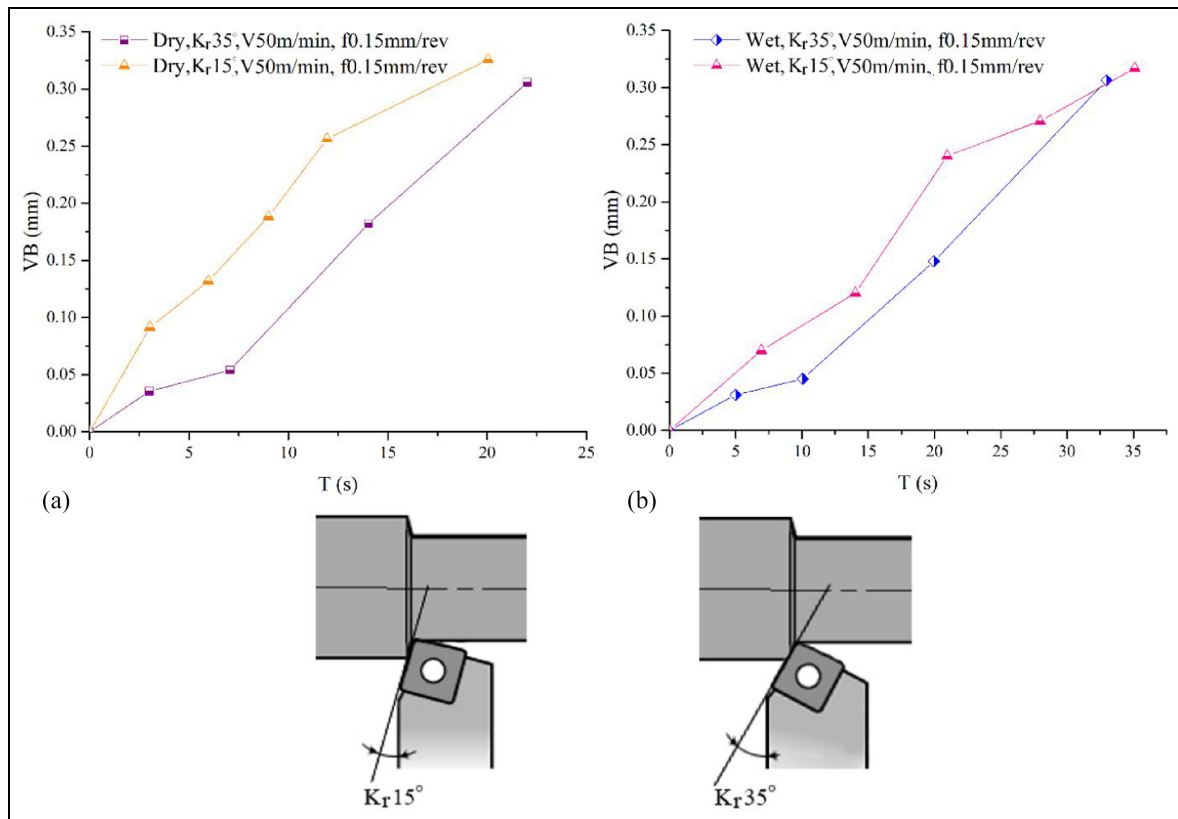 Dry,Kr35°,V50m/min, f0.15mm/rev
Dry,Kr15°,V50m/min, f0.15mm/rev
0.35
0.30
0.25
0.20
0.15
0.10
0.05
0.00
VB (mm)
0 5 10 15 20 25
T (s)
(a)
Wet,Kr35°,V50m/min, f0.15mm/rev
Wet,Kr15°,V50m/min, f0.15mm/rev
0.35
0.30
0.25
0.20
0.15
0.10
0.05
0.00
VB (mm)
0 5 10 15 20 25 30 35
T (s)
(b)
Kr15°
Kr35°